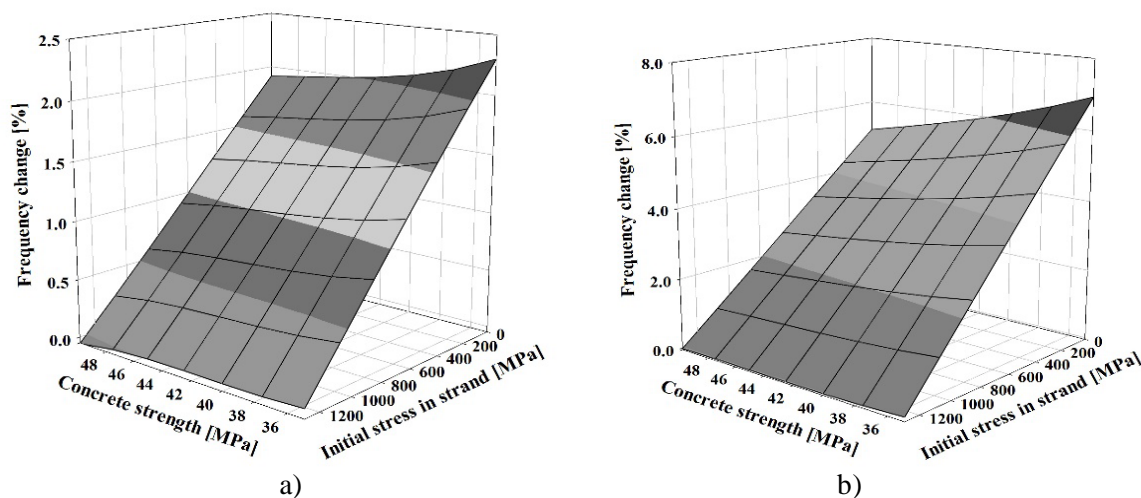 2.5
2.0
1.5
1.0
0.5
0.0
Frequency change [%]
48 46 44 42 40 38 36
Concrete strength [MPa]
1200 1000 800 600 400 200 0
Initial stress in strand [MPa]
a)
8.0
6.0
4.0
2.0
0.0
Frequency change [%]
48 46 44 42 40 38 36
Concrete strength [MPa]
1200 1000 800 600 400 200 0
Initial stress in strand [MPa]
b)